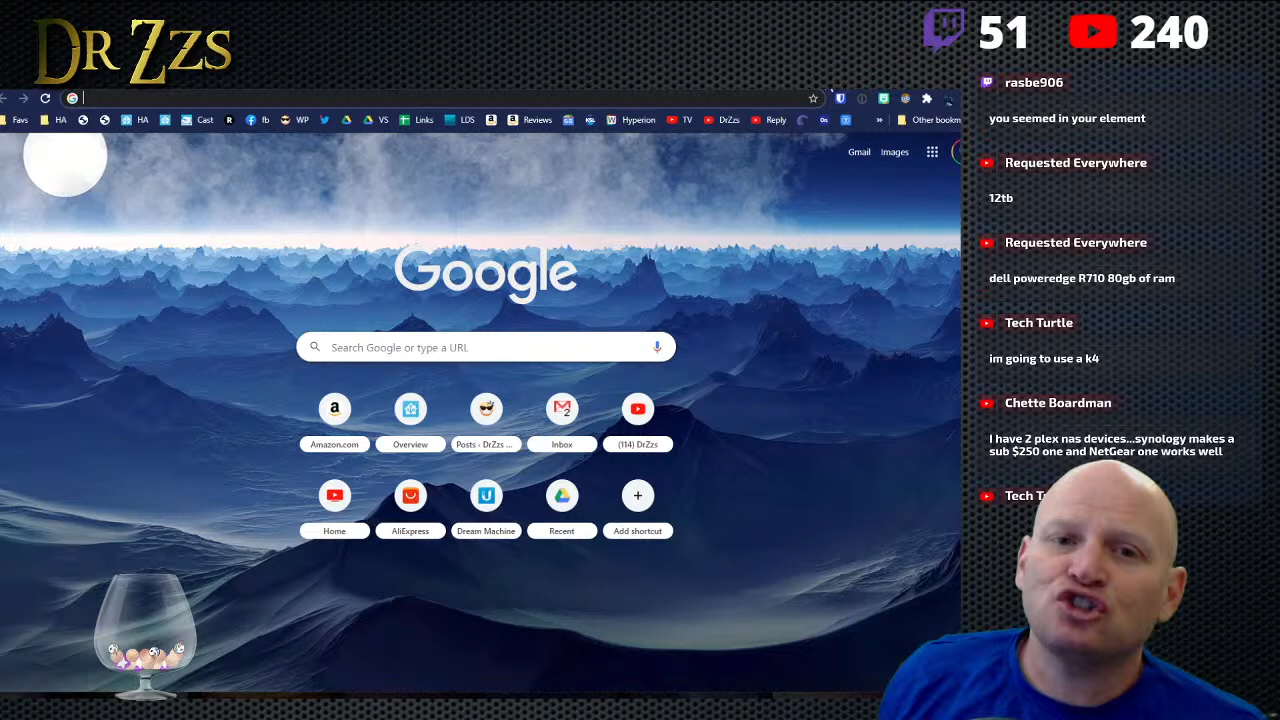 DR ZZS
51
240
Favs HA HA Cast fb WP VS Links LDS Reviews Hyperion TV DrZzs Reply » Other bookm
Gmail Images
Google
Search Google or type a URL
Amazon.com Overview Posts ‹ DrZzs ... Inbox (114) DrZzs
Home AliExpress Dream Machine Recent Add shortcut
rasbe906
you seemed in your element
Requested Everywhere
12tb
Requested Everywhere
dell poweredge R710 80gb of ram
Tech Turtle
im going to use a k4
Chette Boardman
I have 2 plex nas devices...synology makes a
sub $250 one and NetGear one works well
Tech